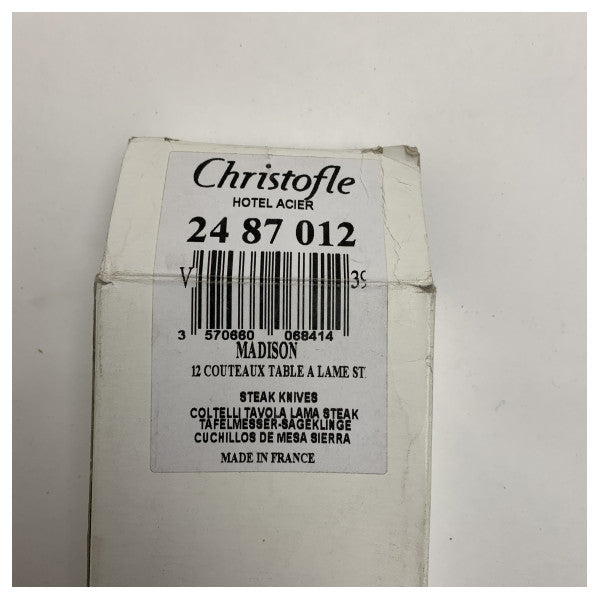 Christofle
HOTEL ACIER
24 87 012
V 39
3 570660 068414
MADISON
12 COUTEAUX TABLE A LAME ST
STEAK KNIVES
COLTELLI TAVOLA LAMA STEAK
TAFELMESSER-SAGEKLINGE
CUCHILLOS DE MESA SIERRA
MADE IN FRANCE